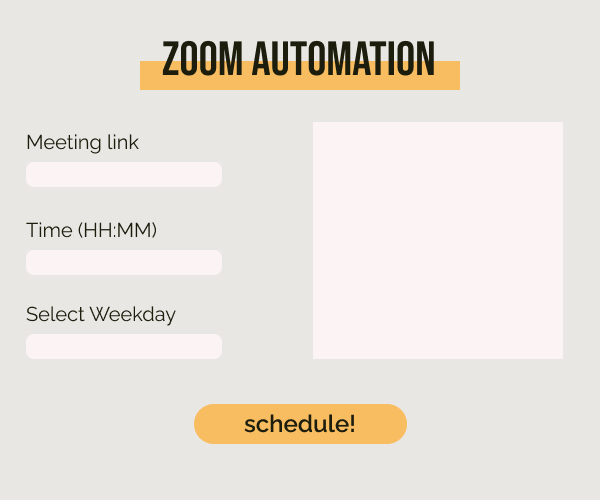 ZOOM AUTOMATION
Meeting link
Time (HH:MM)
Select Weekday
schedule!